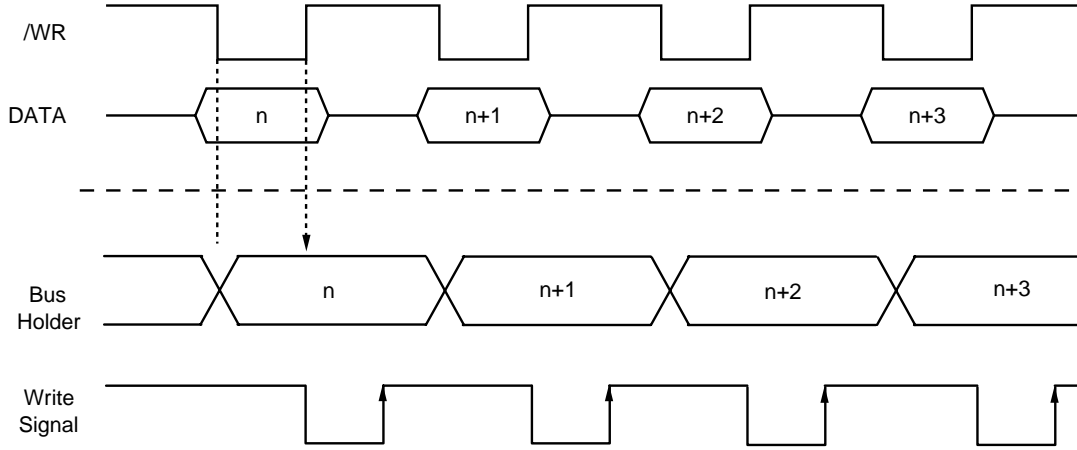 /WR
DATA
n
n+1
n+2
n+3
Bus
Holder
n
n+1
n+2
n+3
Write
Signal